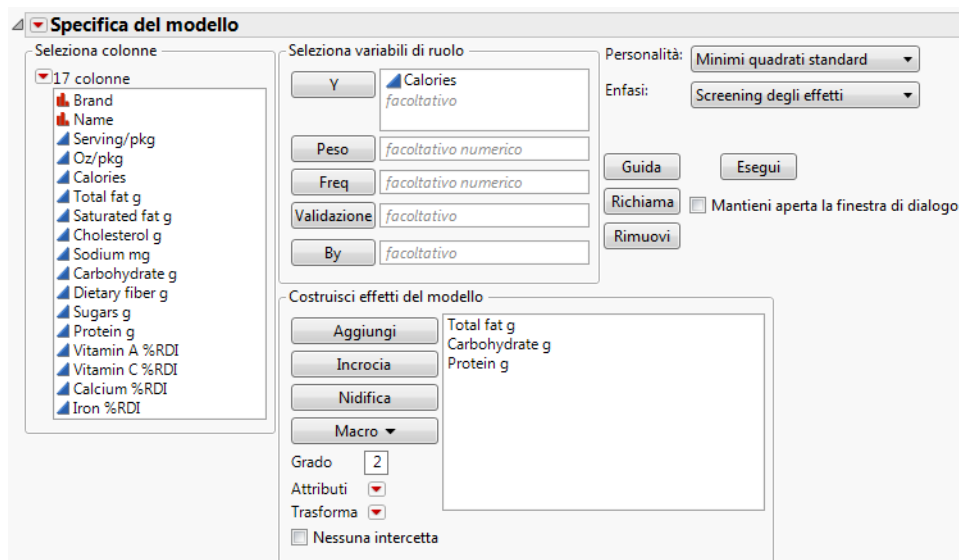 Specifica del modello
Seleziona colonne
17 colonne
Brand
Name
Serving/pkg
Oz/pkg
Calories
Total fat g
Saturated fat g
Cholesterol g
Sodium mg
Carbohydrate g
Dietary fiber g
Sugars g
Protein g
Vitamin A %RDI
Vitamin C %RDI
Calcium %RDI
Iron %RDI
Seleziona variabili di ruolo
Y
Calories
facoltativo
Peso
facoltativo numerico
Freq
facoltativo numerico
Validazione
facoltativo
By
facoltativo
Personalità:
Minimi quadrati standard
Enfasi:
Screening degli effetti
Guida
Esegui
Richiama
Mantieni aperta la finestra di dialogo
Rimuovi
Costruisci effetti del modello
Aggiungi
Incrocia
Nidifica
Macro
Grado 2
Attributi
Trasforma
Nessuna intercetta
Total fat g
Carbohydrate g
Protein g